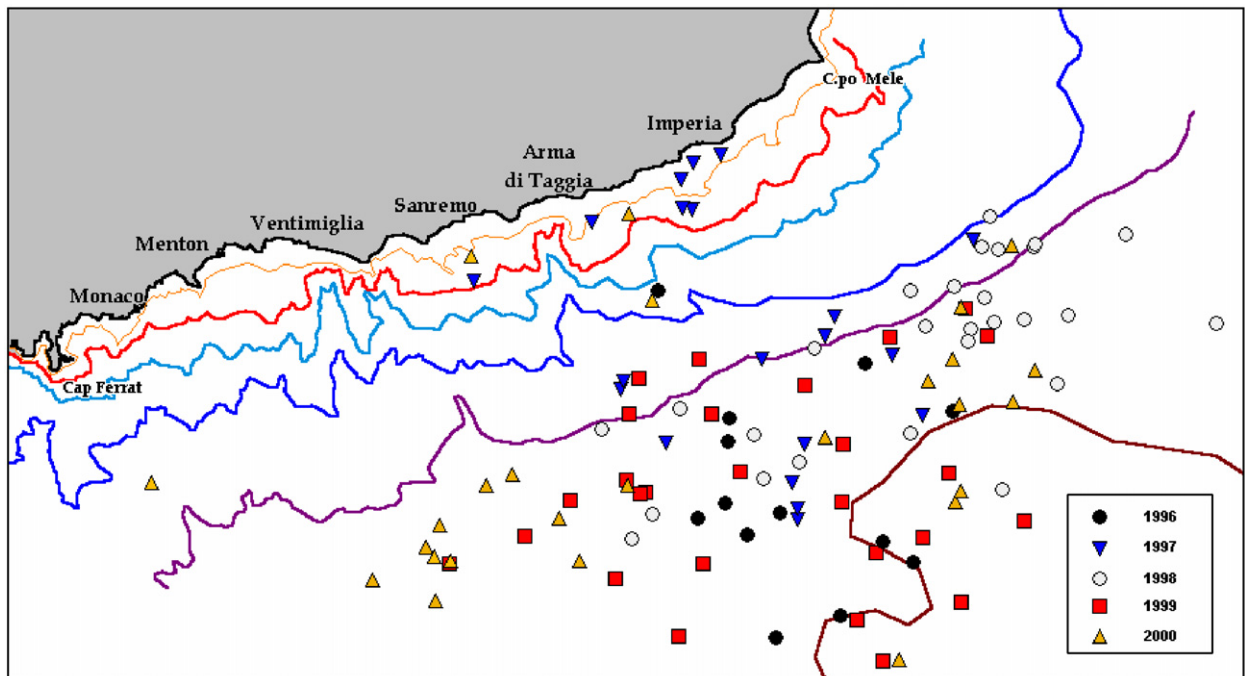 C.po Mele
Imperia
Arma
di Taggia
Sanremo
Ventimiglia
Menton
Monaco
Cap Ferrat
1996
1997
1998
1999
2000